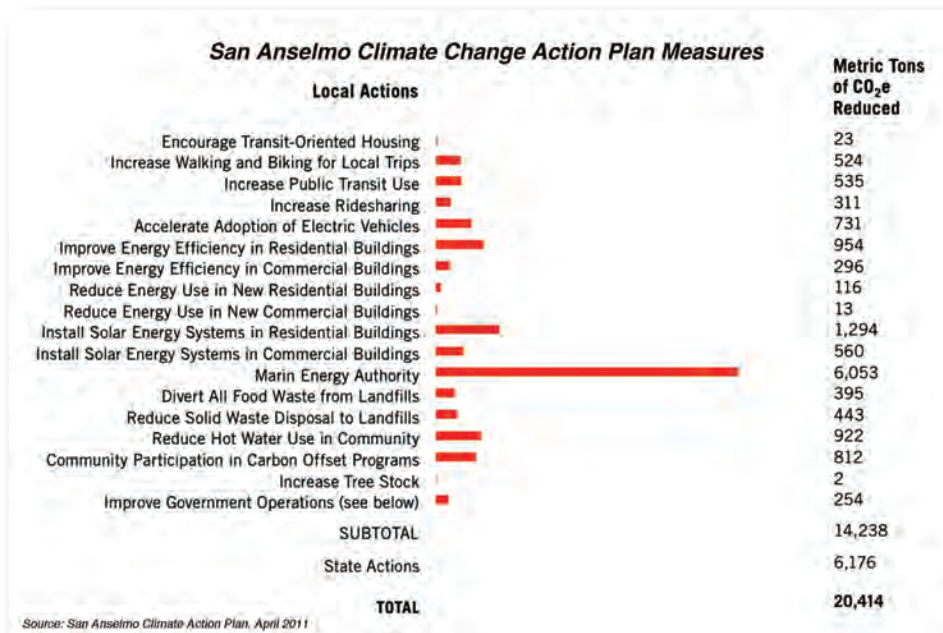 San Anselmo Climate Change Action Plan Measures
Local Actions
Metric Tons
of CO₂e
Reduced
Encourage Transit-Oriented Housing 23
Increase Walking and Biking for Local Trips 524
Increase Public Transit Use 535
Increase Ridesharing 311
Accelerate Adoption of Electric Vehicles 731
Improve Energy Efficiency in Residential Buildings 954
Improve Energy Efficiency in Commercial Buildings 296
Reduce Energy Use in New Residential Buildings 116
Reduce Energy Use in New Commercial Buildings 13
Install Solar Energy Systems in Residential Buildings 1,294
Install Solar Energy Systems in Commercial Buildings 560
Marin Energy Authority 6,053
Divert All Food Waste from Landfills 395
Reduce Solid Waste Disposal to Landfills 443
Reduce Hot Water Use in Community 922
Community Participation in Carbon Offset Programs 812
Increase Tree Stock 2
Improve Government Operations (see below) 254
SUBTOTAL 14,238
State Actions 6,176
TOTAL 20,414
Source: San Anselmo Climate Action Plan, April 2011